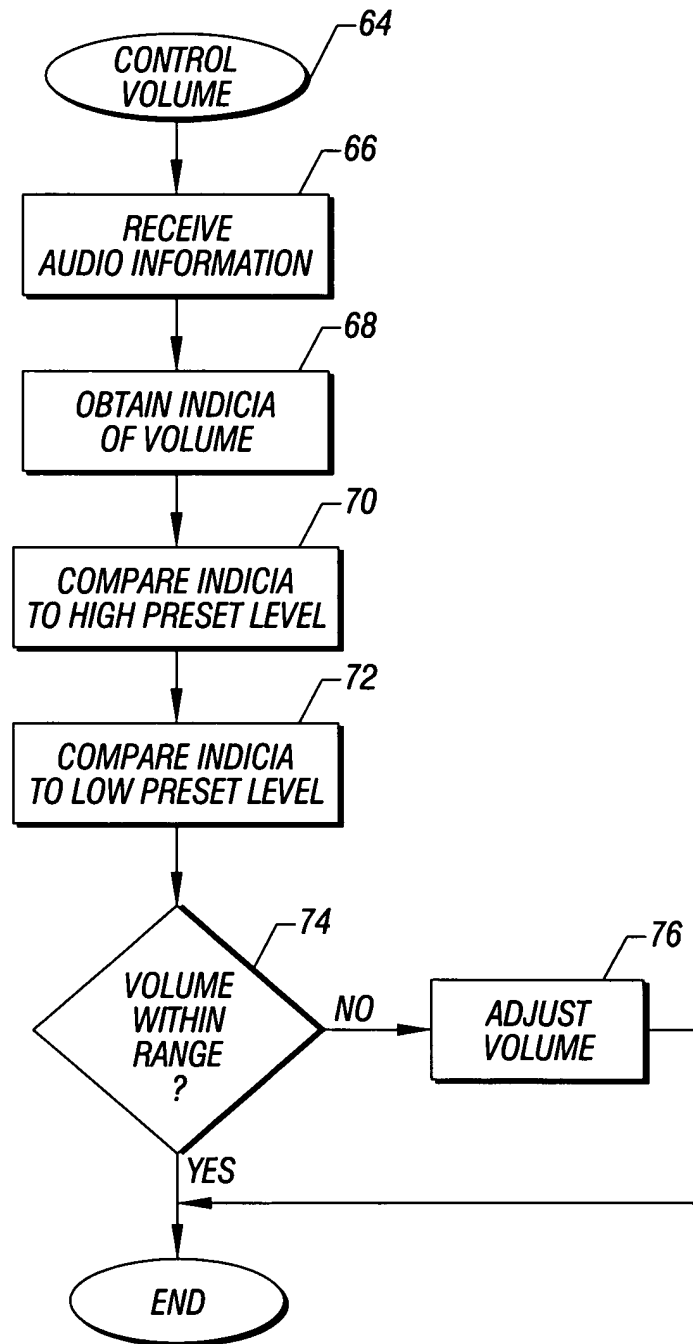 64
CONTROL
VOLUME
66
RECEIVE
AUDIO INFORMATION
68
OBTAIN INDICIA
OF VOLUME
70
COMPARE INDICIA
TO HIGH PRESET LEVEL
72
COMPARE INDICIA
TO LOW PRESET LEVEL
74
VOLUME
WITHIN
RANGE
?
NO
76
ADJUST
VOLUME
YES
END